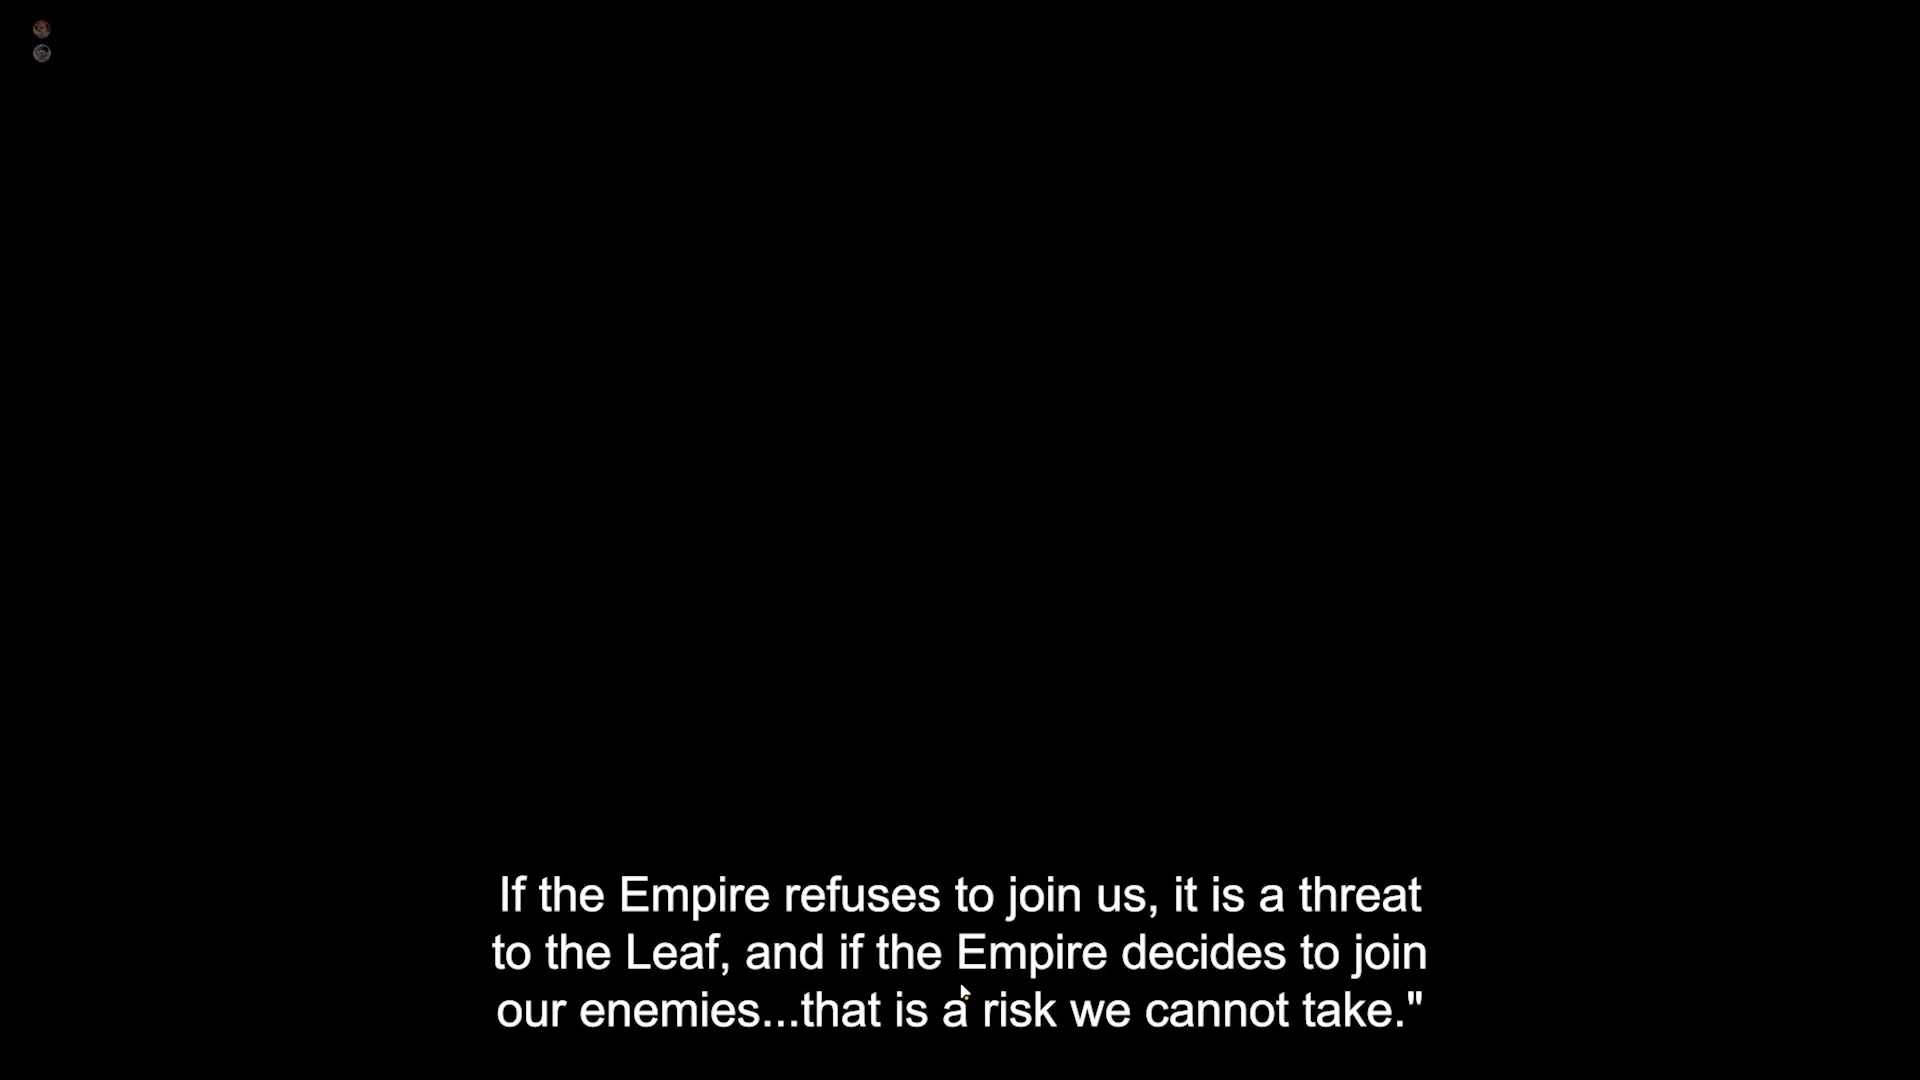 If the Empire refuses to join us, it is a threat
to the Leaf, and if the Empire decides to join
our enemies...that is a risk we cannot take."